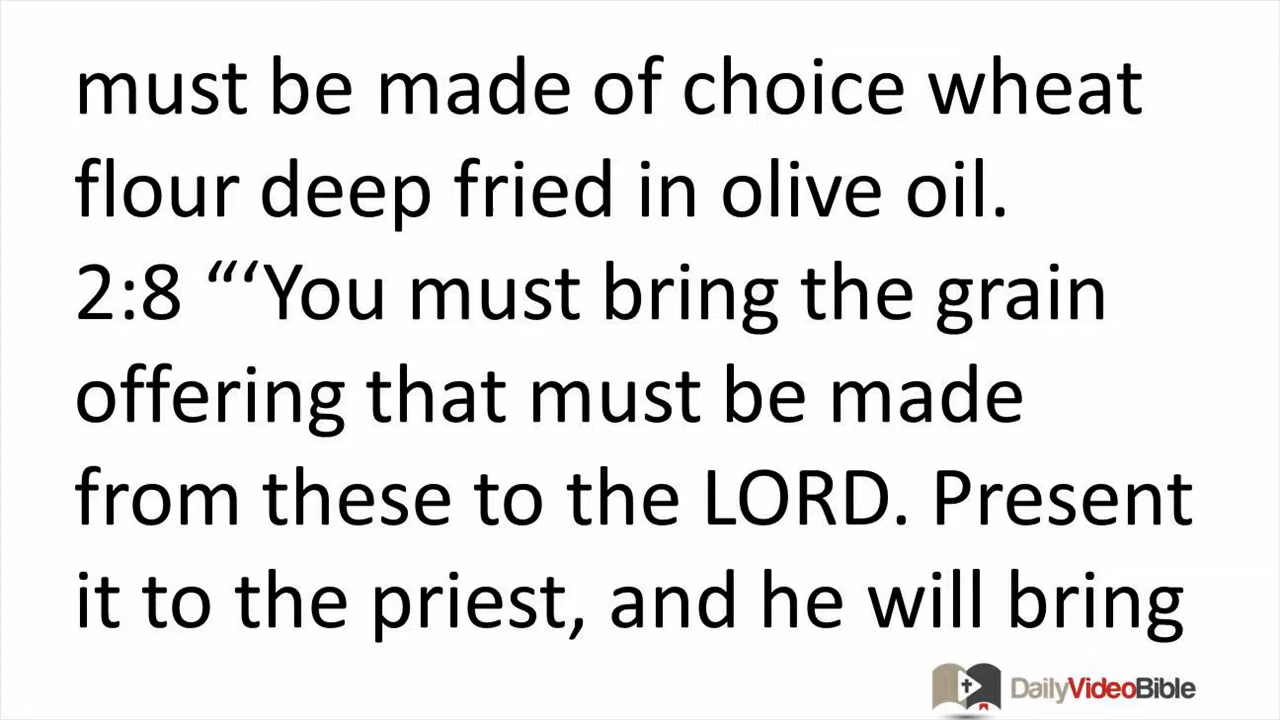 must be made of choice wheat
flour deep fried in olive oil.
2:8 “‘You must bring the grain
offering that must be made
from these to the LORD. Present
it to the priest, and he will bring
DailyVideoBible